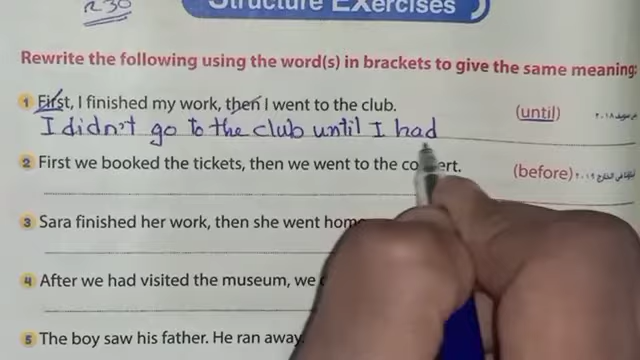 230
Structure EXercises
Rewrite the following using the word(s) in brackets to give the same meaning:
1 First, I finished my work, then I went to the club. (until)
I didn't go to the club until I had
2 First we booked the tickets, then we went to the (before)
3 Sara finished her work, then she went
4 After we had visited the museum, we
5 The boy saw his father. He ran away.